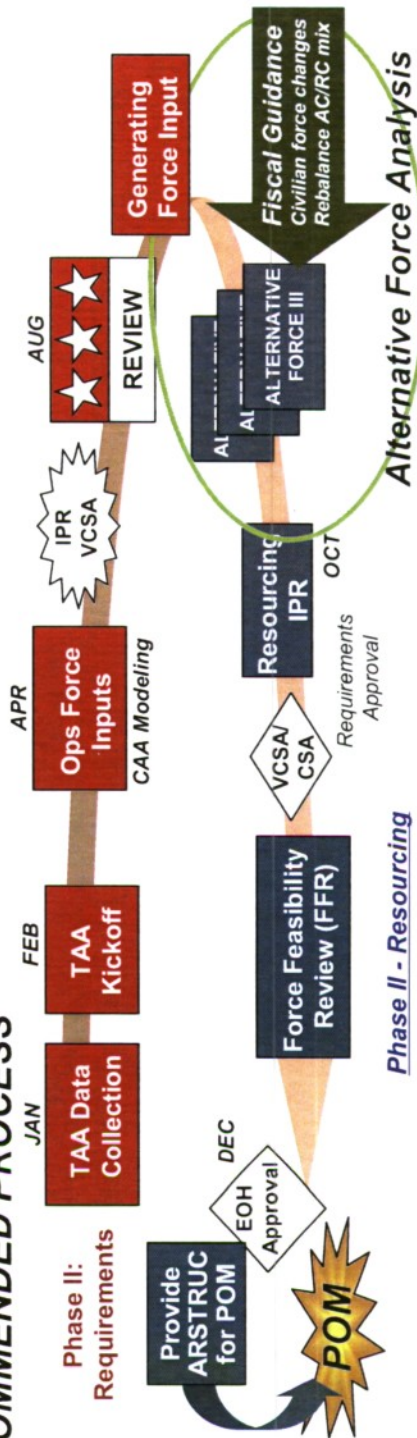 OMMENDED PROCESS
Phase II:
Requirements
JAN
TAA Data
Collection
FEB
TAA
Kickoff
APR
Ops Force
Inputs
CAA Modeling
IPR
VCSA
AUG
REVIEW
Generating
Force Input
Fiscal Guidance
Civilian force changes
Rebalance AC/RC mix
ALTERNATIVE
FORCE III
Alternative Force Analysis
Resourcing
IPR
OCT
VCSA/
CSA
Requirements
Approval
Force Feasibility
Review (FFR)
Phase II - Resourcing
DEC
EOH
Approval
Provide
ARSTRUC
for POM
POM